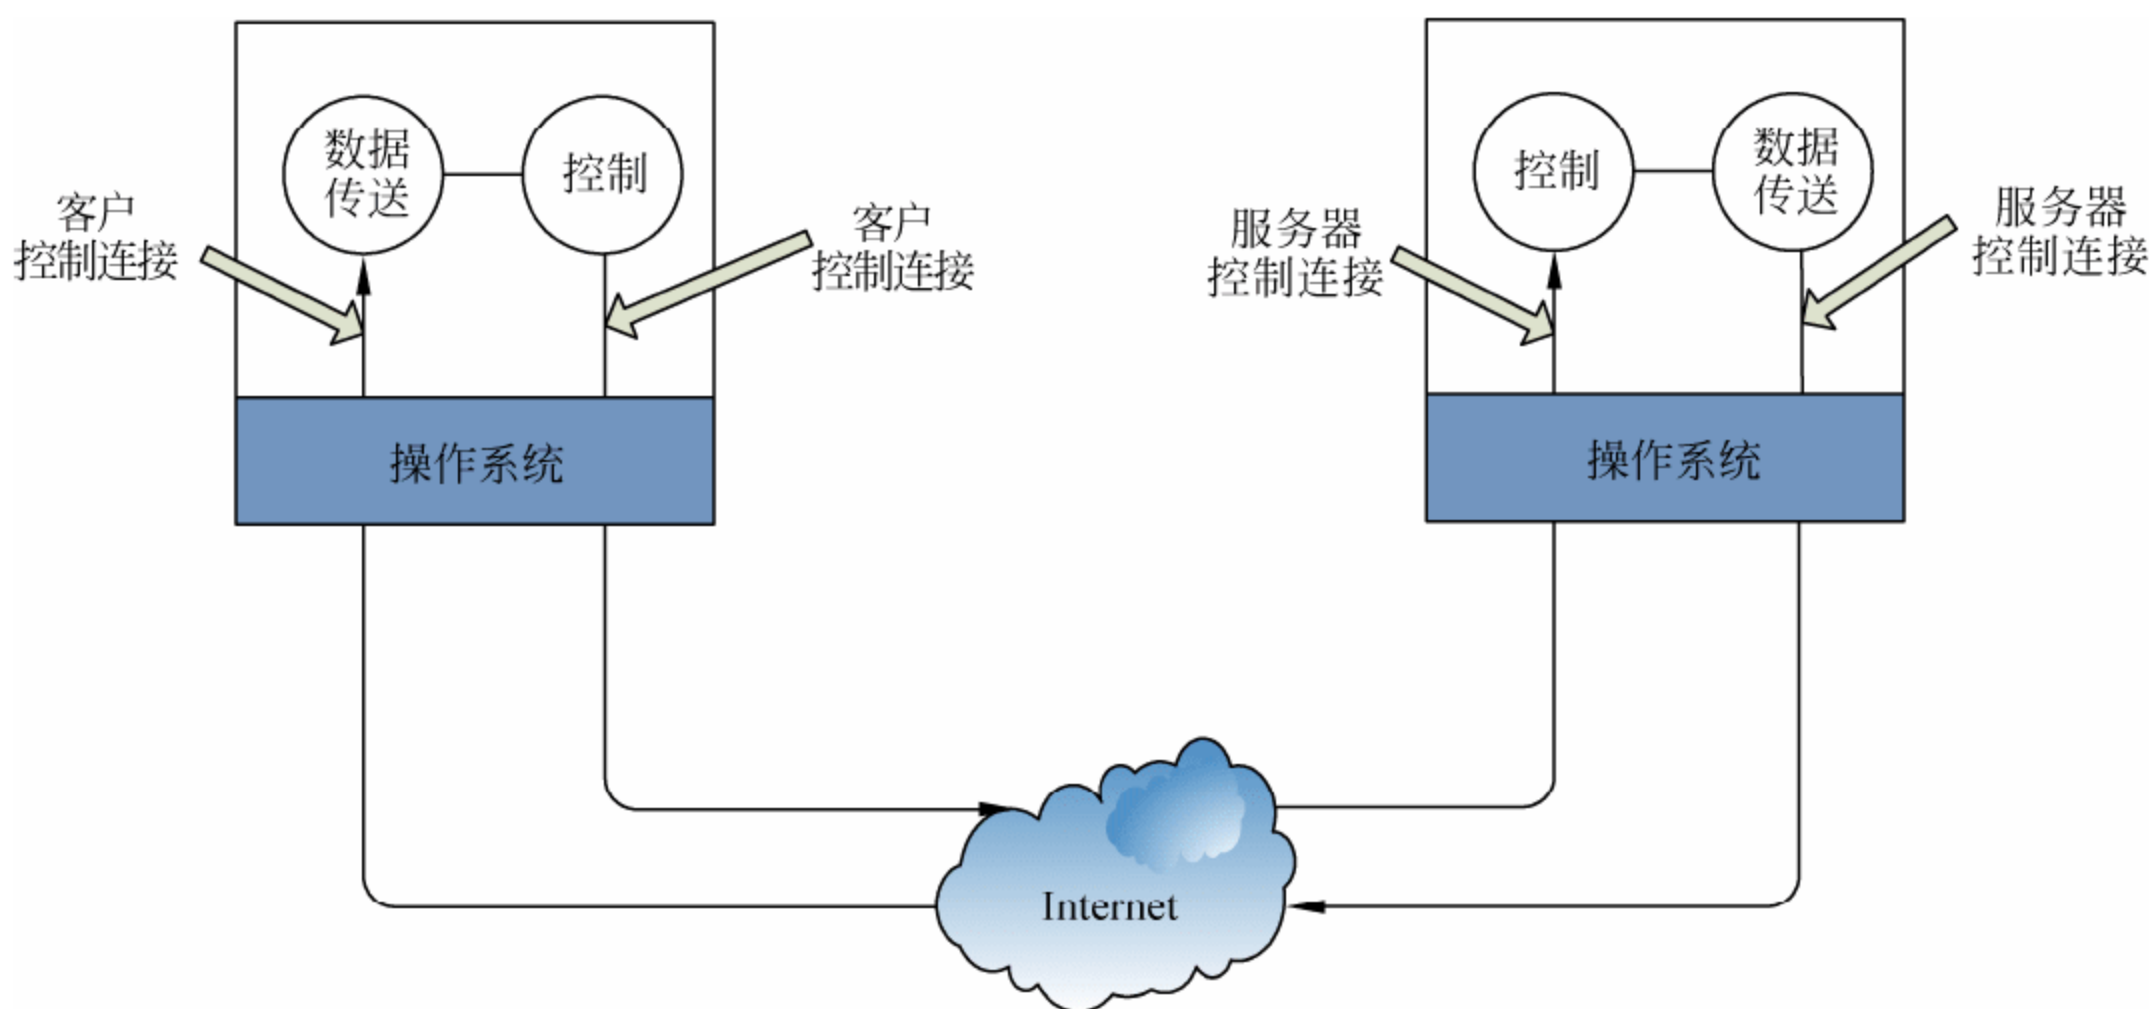 数据
传送
控制
客户
控制连接
客户
控制连接
操作系统
控制
数据
传送
服务器
控制连接
服务器
控制连接
操作系统
Internet